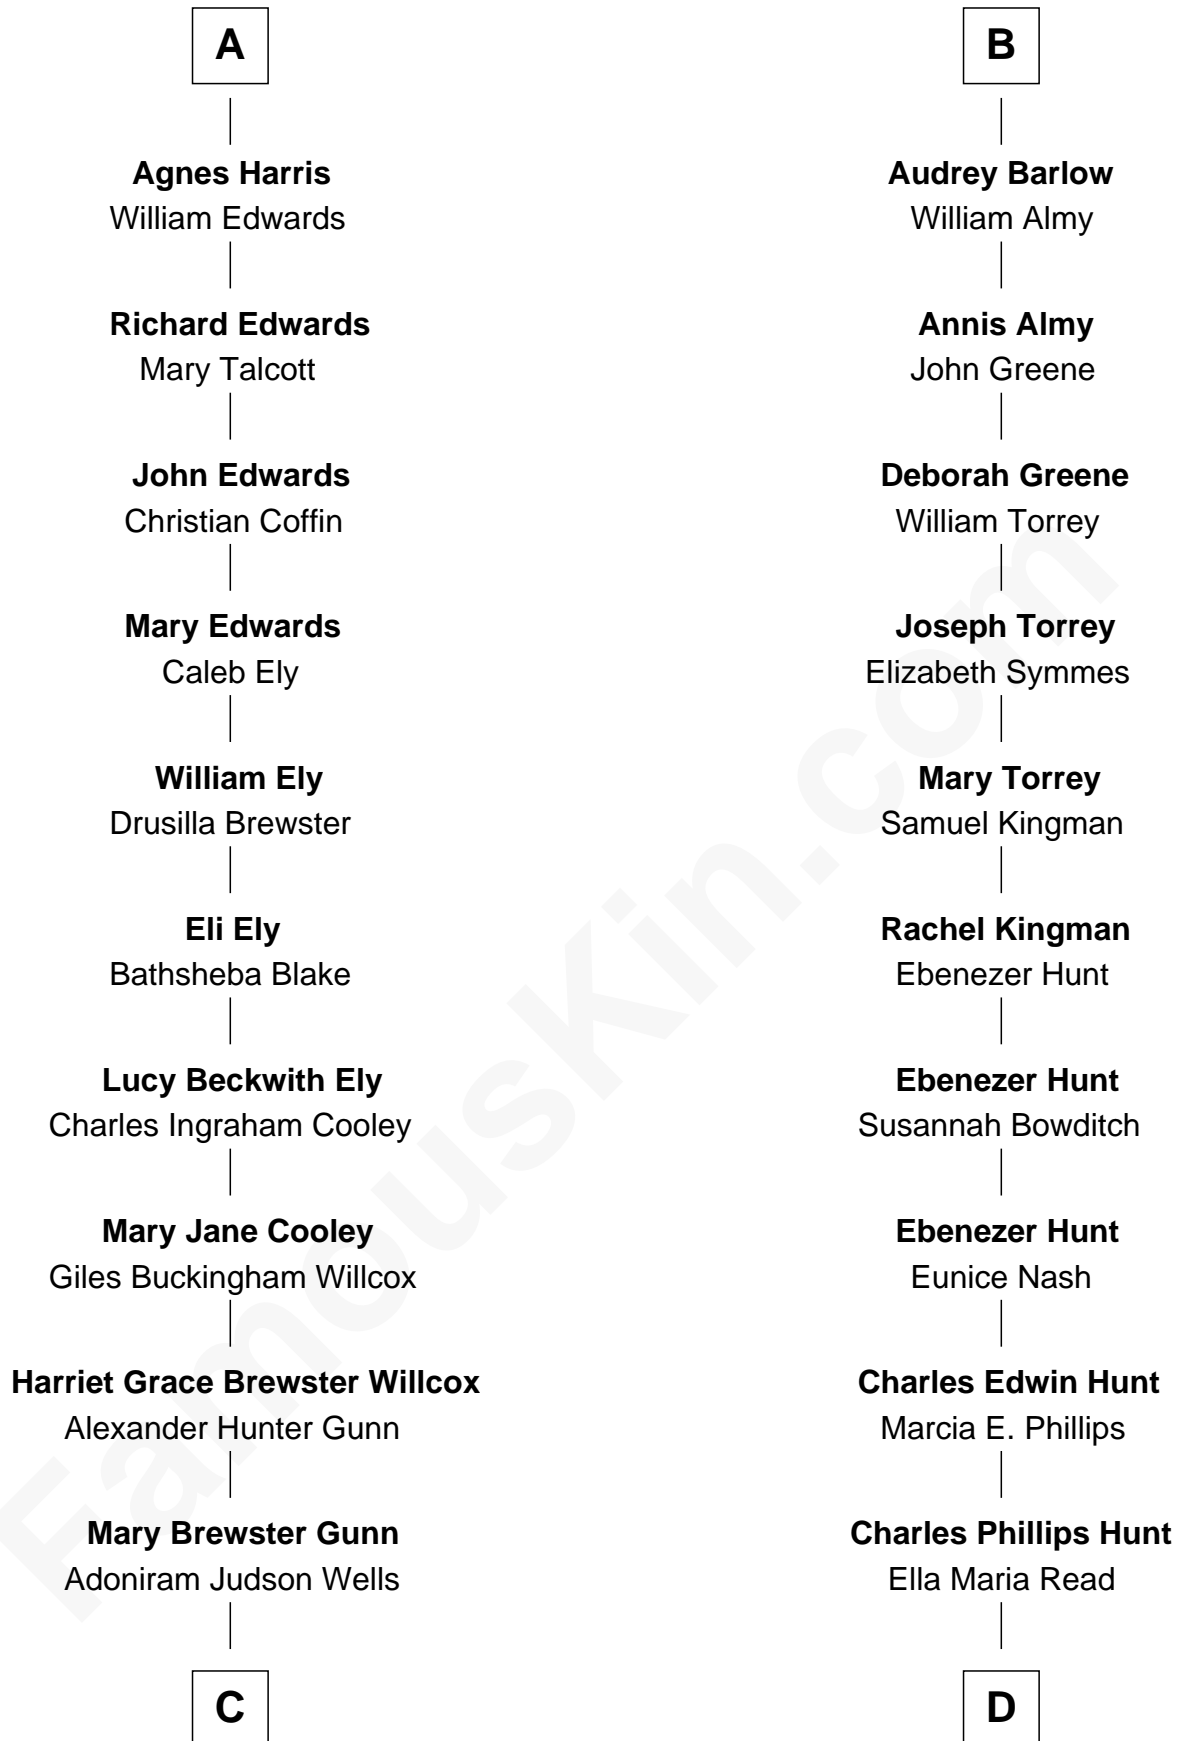 A
Agnes Harris
William Edwards
Richard Edwards
Mary Talcott
John Edwards
Christian Coffin
Mary Edwards
Caleb Ely
William Ely
Drusilla Brewster
Eli Ely
Bathsheba Blake
Lucy Beckwith Ely
Charles Ingraham Cooley
Mary Jane Cooley
Giles Buckingham Willcox
Harriet Grace Brewster Willcox
Alexander Hunter Gunn
Mary Brewster Gunn
Adoniram Judson Wells
C
B
Audrey Barlow
William Almy
Annis Almy
John Greene
Deborah Greene
William Torrey
Joseph Torrey
Elizabeth Symmes
Mary Torrey
Samuel Kingman
Rachel Kingman
Ebenezer Hunt
Ebenezer Hunt
Susannah Bowditch
Ebenezer Hunt
Eunice Nash
Charles Edwin Hunt
Marcia E. Phillips
Charles Phillips Hunt
Ella Maria Read
D
FamousKin.com